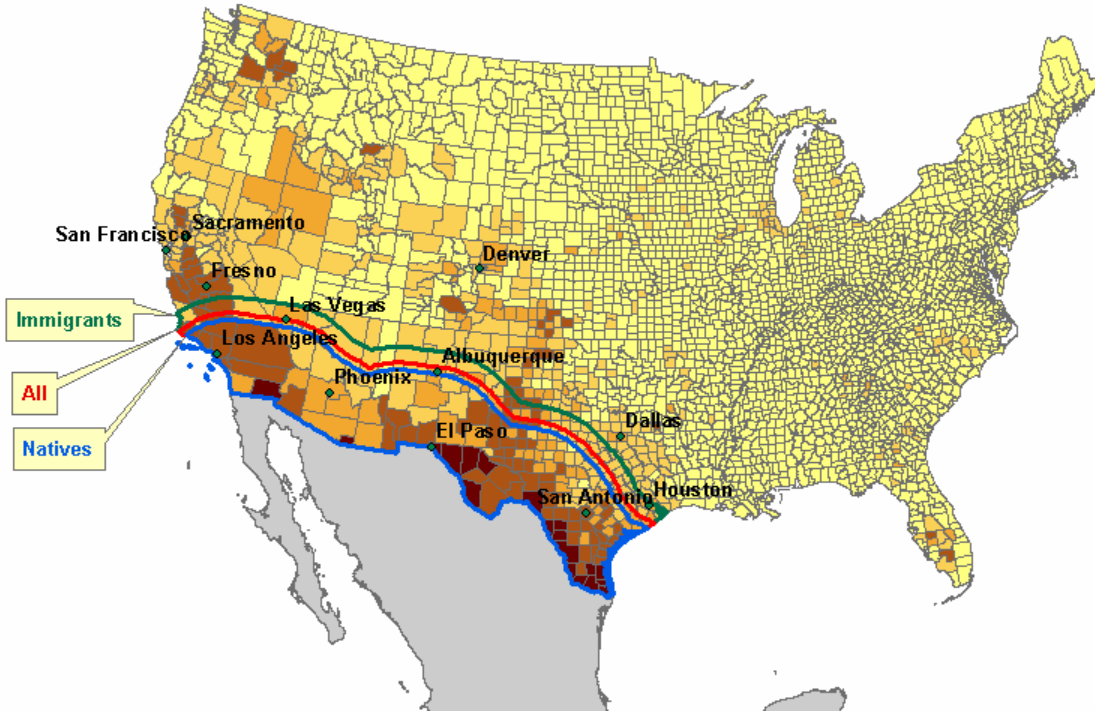 Sacramento
San Francisco
Denver
Fresno
Las Vegas
Immigrants
Los Angeles
Albuquerque
Phoenix
All
Dallas
El Paso
Natives
San Antonio
Houston